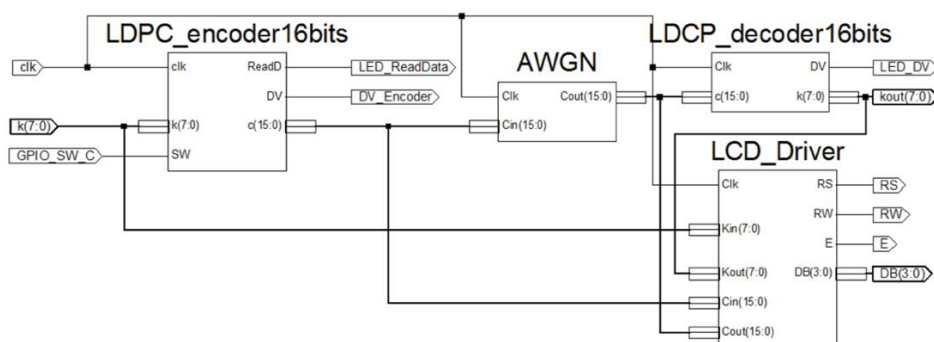 LDPC_encoder16bits
clk
clk
ReadD
LED_ReadData
DV
DV_Encoder
k(7:0)
k(7:0)
c(15:0)
GPIO_SW_C
SW
AWGN
Clk
Cout(15:0)
Cin(15:0)
LDCP_decoder16bits
Clk
DV
LED_DV
c(15:0)
k(7:0)
kout(7:0)
LCD_Driver
Clk
RS
RS
RW
RW
Kin(7:0)
E
E
Kout(7:0)
DB(3:0)
DB(3:0)
Cin(15:0)
Cout(15:0)